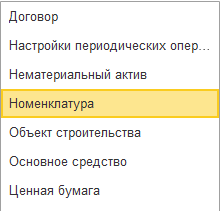 Договор
Настройки периодических опер...
Нематериальный актив
Номенклатура
Объект строительства
Основное средство
Ценная бумага